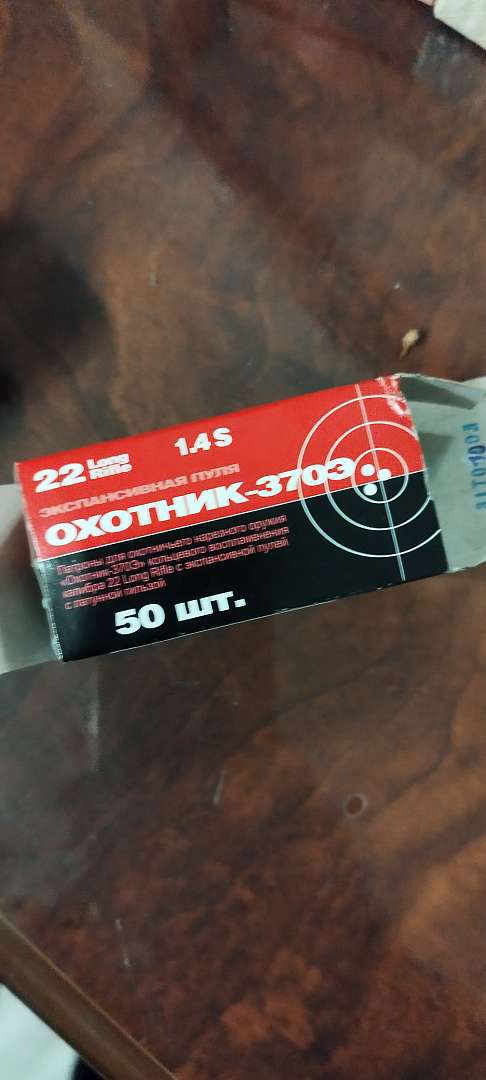 22 Long Rifle
1.4 S
ЭКСПАНСИВНАЯ ПУЛЯ
ОХОТНИК-370Э
Патроны для охотничьего нарезного оружия
«Охотник-370Э» кольцевого воспламенения
калибра 22 Long Rifle с экспансивной пулей
с латунной гильзой
50 шт.